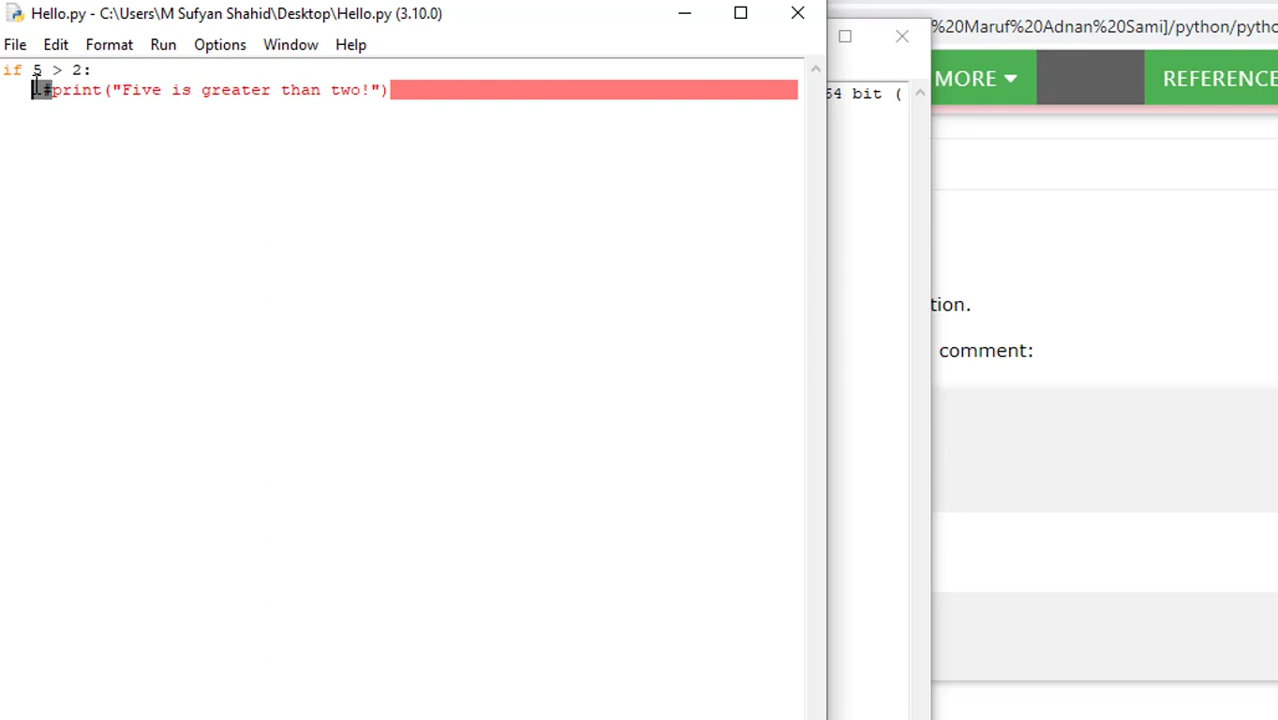 Hello.py - C:\Users\M Sufyan Shahid\Desktop\Hello.py (3.10.0)
File Edit Format Run Options Window Help
if 5 > 2:
#print("Five is greater than two!")
64 bit (
%20Maruf%20Adnan%20Sami]/python/pytho
MORE
REFERENCE
tion.
comment: